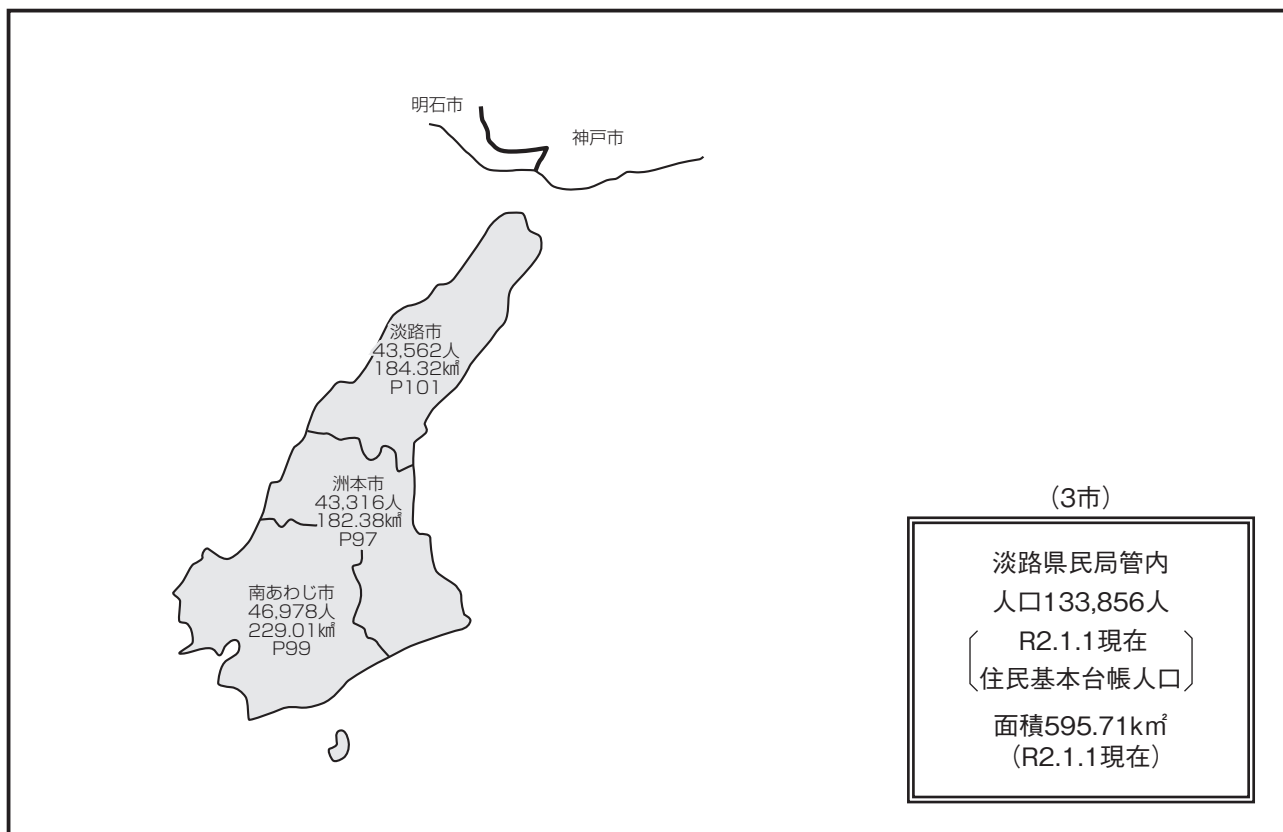 明石市
神戸市
淡路市
43,562人
184.32㎢
P101
洲本市
43,316人
182.38㎢
P97
南あわじ市
46,978人
229.01㎢
P99
（3市）
淡路県民局管内
人口133,856人
R2.1.1現在
住民基本台帳人口
面積595.71k㎡
（R2.1.1現在）